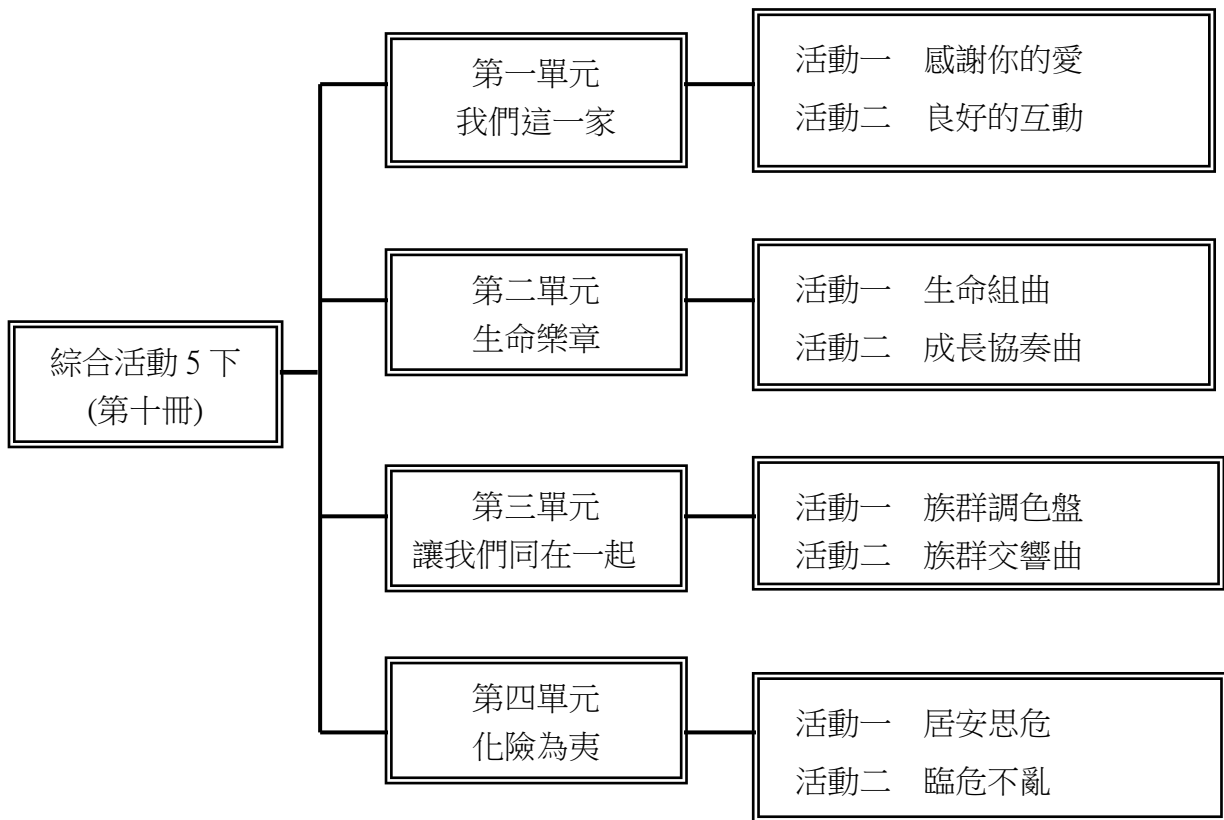 綜合活動 5 下
(第十冊)
第一單元
我們這一家
活動一　感謝你的愛
活動二　良好的互動
第二單元
生命樂章
活動一　生命組曲
活動二　成長協奏曲
第三單元
讓我們同在一起
活動一　族群調色盤
活動二　族群交響曲
第四單元
化險為夷
活動一　居安思危
活動二　臨危不亂